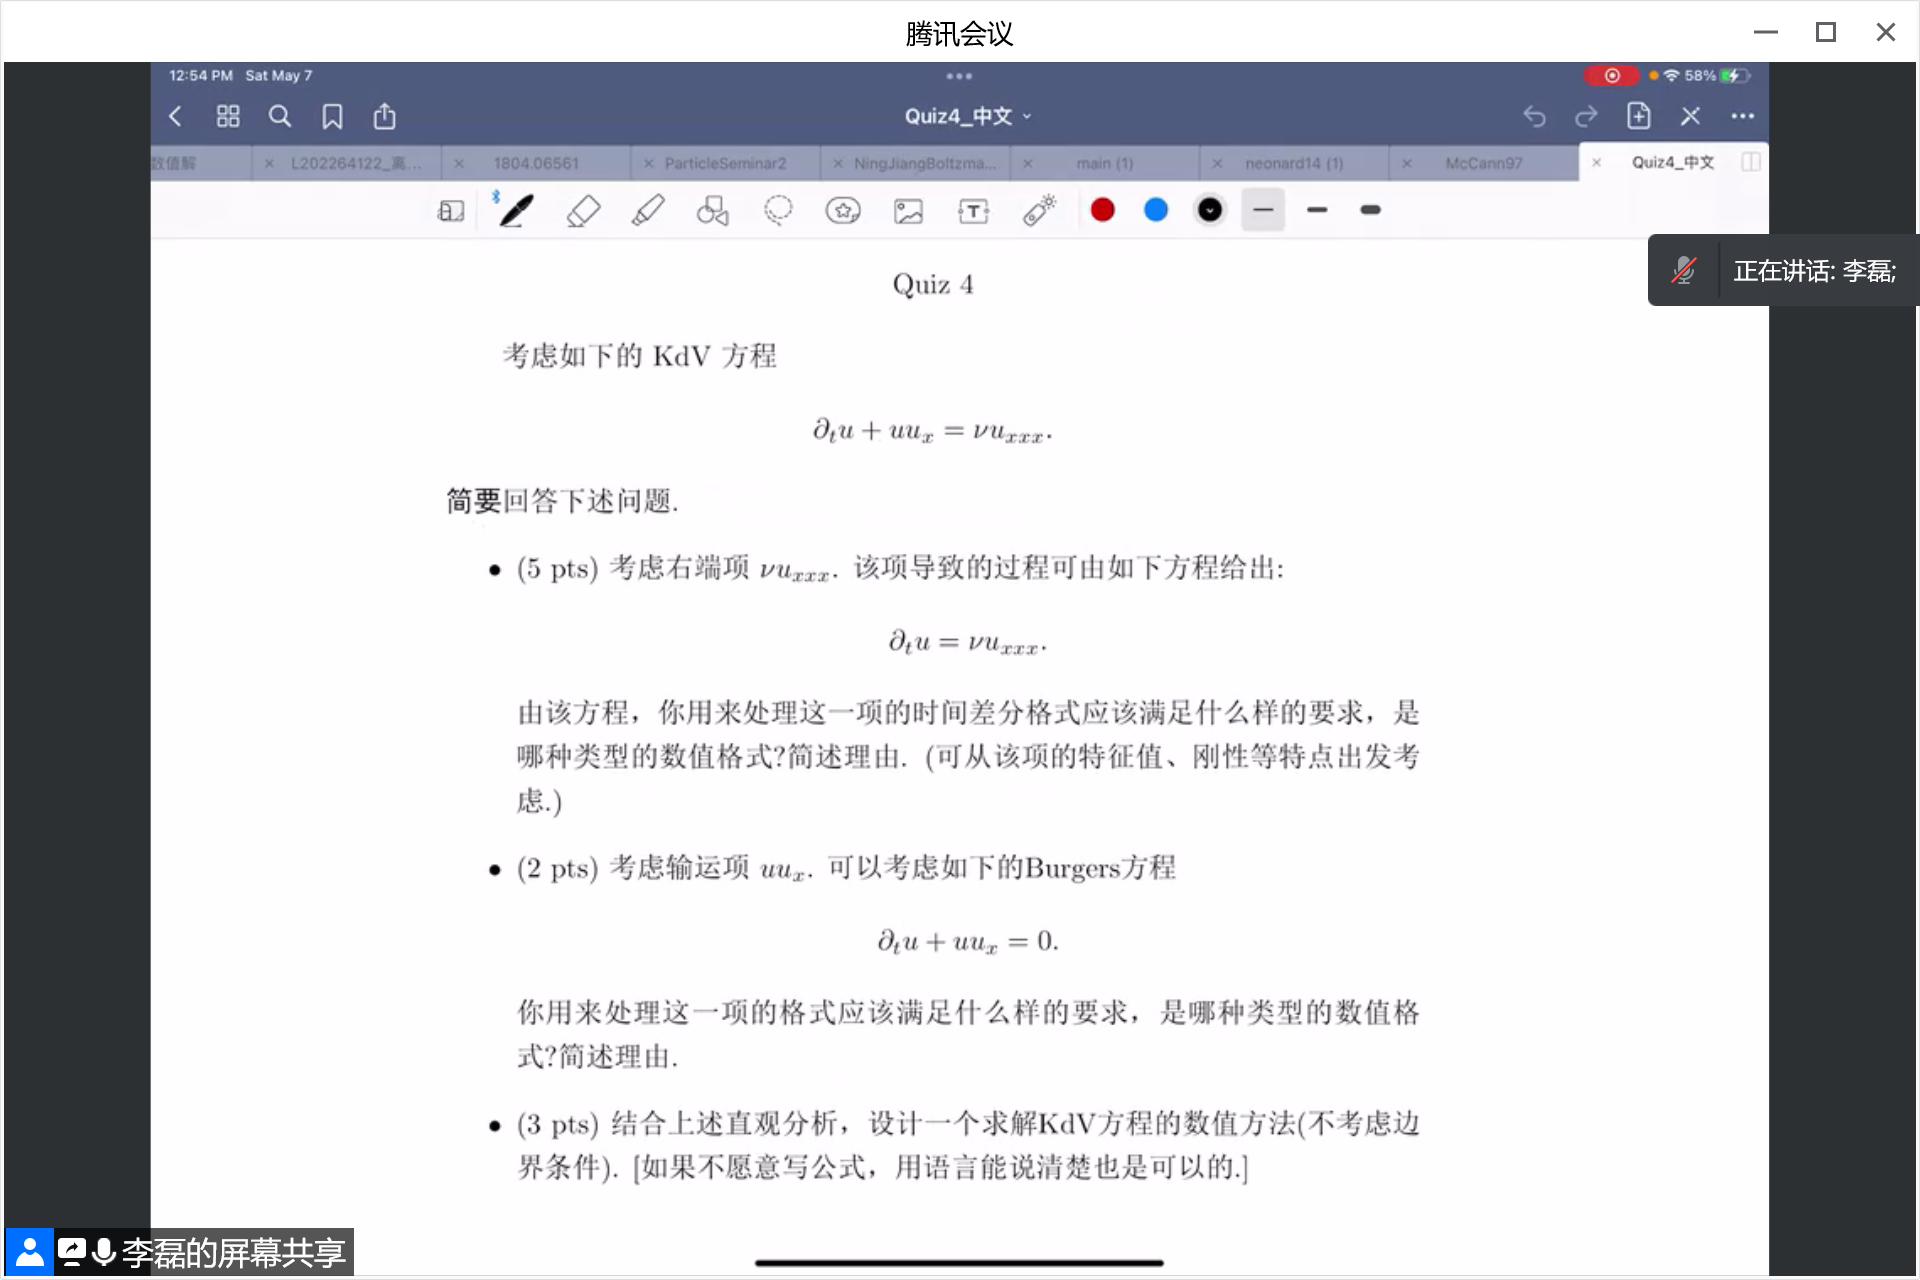 腾讯会议
12:54 PM Sat May 7
58%
Quiz4_中文
数值解
L202264122_离...
1804.06561
ParticleSeminar2
NingJiangBoltzma...
main (1)
neonard14 (1)
McCann97
Quiz4_中文
正在讲话: 李磊;
Quiz 4
考虑如下的 KdV 方程
∂ₜu + uuₓ = νuₓₓₓ.
简要回答下述问题.
• (5 pts) 考虑右端项 νuₓₓₓ. 该项导致的过程可由如下方程给出:
∂ₜu = νuₓₓₓ.
由该方程，你用来处理这一项的时间差分格式应该满足什么样的要求，是
哪种类型的数值格式?简述理由. (可从该项的特征值、刚性等特点出发考
虑.)
• (2 pts) 考虑输运项 uuₓ. 可以考虑如下的Burgers方程
∂ₜu + uuₓ = 0.
你用来处理这一项的格式应该满足什么样的要求，是哪种类型的数值格
式?简述理由.
• (3 pts) 结合上述直观分析，设计一个求解KdV方程的数值方法(不考虑边
界条件). [如果不愿意写公式，用语言能说清楚也是可以的.]
李磊的屏幕共享